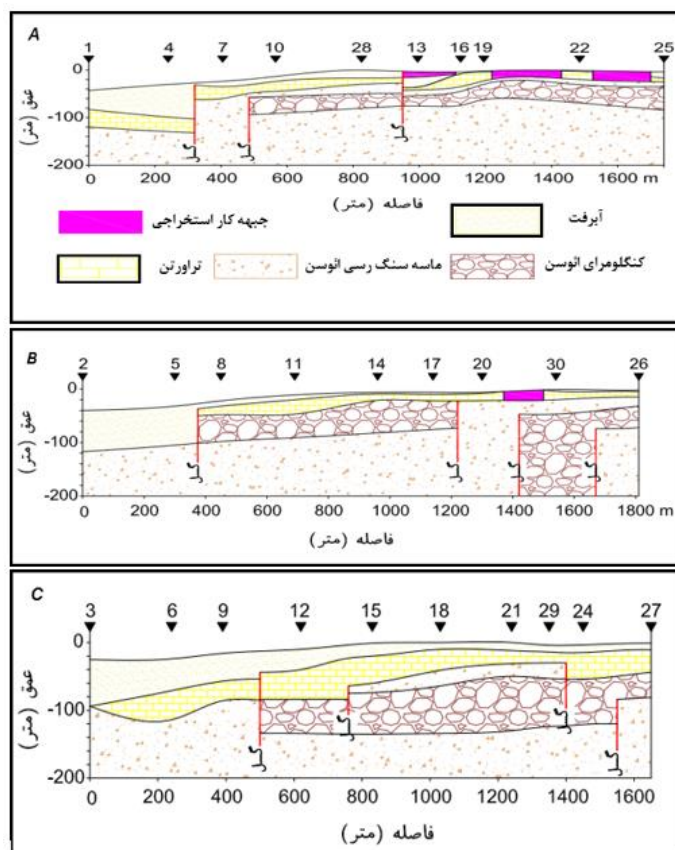 A
1 4 7 10 28 13 16 19 22 25
عمق (متر)
0
-100
-200
0 200 400 600 800 1000 1200 1400 1600 m
فاصله (متر)
جبهه کار استخراجی
آبرفت
تراورتن
ماسه سنگ رسی ائوسن
کنگلومرای ائوسن
B
2 5 8 11 14 17 20 30 26
عمق (متر)
0
-100
-200
0 200 400 600 800 1000 1200 1400 1600 1800 m
فاصله (متر)
C
3 6 9 12 15 18 21 29 24 27
عمق (متر)
0
-100
-200
0 200 400 600 800 1000 1200 1400 1600
فاصله (متر)